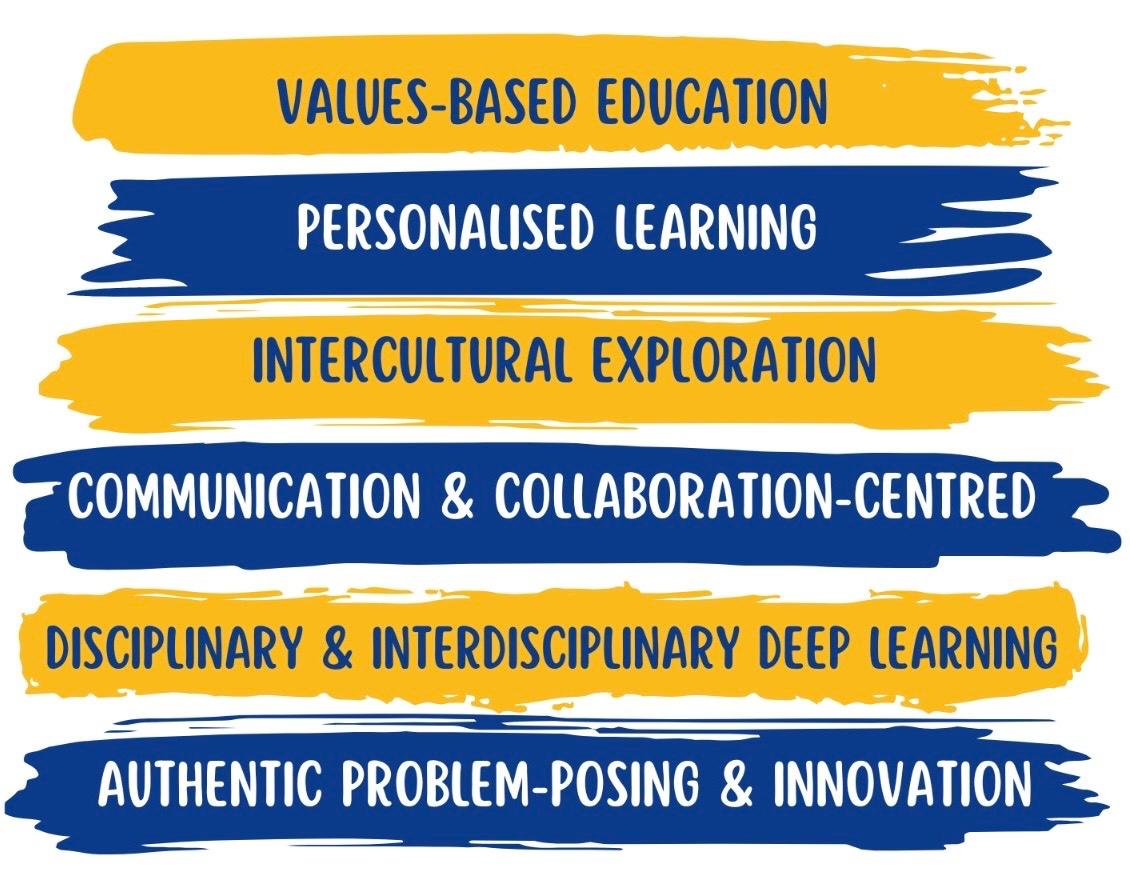 VALUES-BASED EDUCATION
PERSONALISED LEARNING
INTERCULTURAL EXPLORATION
COMMUNICATION & COLLABORATION-CENTRED
DISCIPLINARY & INTERDISCIPLINARY DEEP LEARNING
AUTHENTIC PROBLEM-POSING & INNOVATION